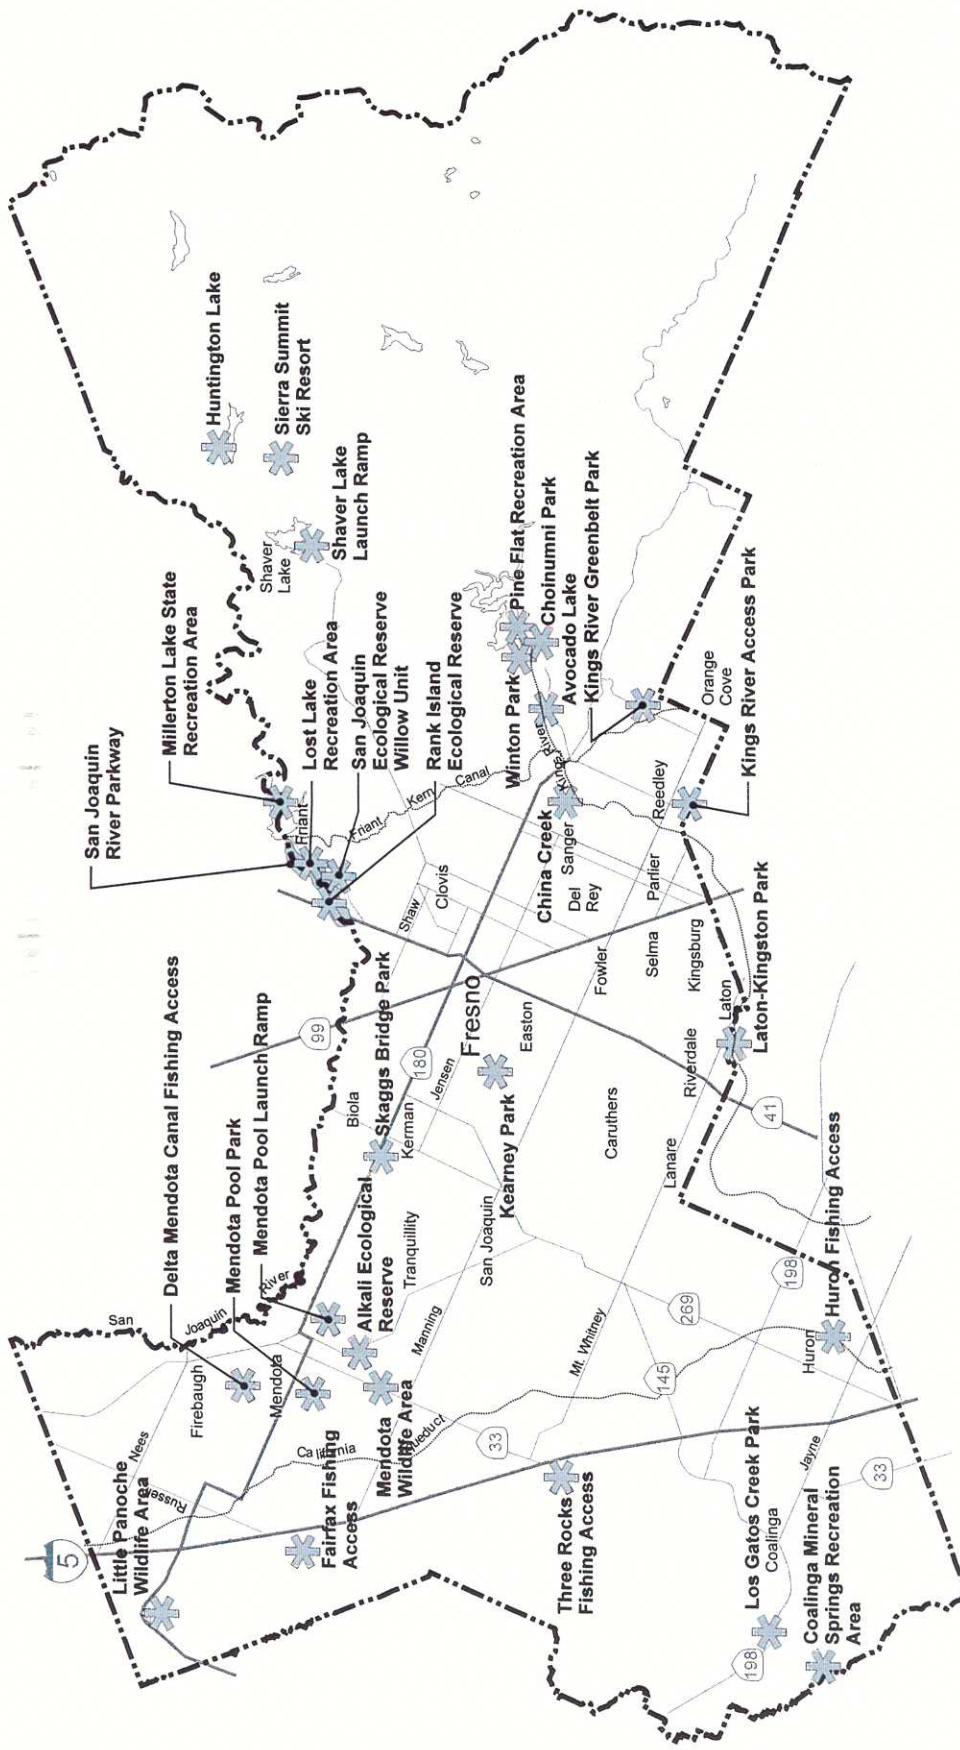 San Joaquin
River Parkway
Millerton Lake State
Recreation Area
Huntington Lake
Sierra Summit
Ski Resort
Shaver
Lake
Shaver Lake
Launch Ramp
Lost Lake
Recreation Area
San Joaquin
Ecological Reserve
Willow Unit
Rank Island
Ecological Reserve
Friant
Friant
Kern
Canal
Winton Park
Pine Flat Recreation Area
Choinumni Park
Avocado Lake
Kings River Greenbelt Park
Kings
River
China Creek
Sanger
Del
Rey
Parlier
Reedley
Orange
Cove
Kings River Access Park
Clovis
Shaw
Fowler
Selma
Kingsburg
Laton
Laton-Kingston Park
Delta Mendota Canal Fishing Access
Mendota Pool Park
Mendota Pool Launch Ramp
Skaggs Bridge Park
99
180
Biola
Kerman
Jensen
Fresno
Easton
Kearney Park
Caruthers
Riverdale
Lanare
41
San
Joaquin
River
Firebaugh
Mendota
Alkali Ecological
Reserve
Tranquillity
San Joaquin
Manning
Mt. Whitney
Mendota
Wildlife Area
California
Aqueduct
33
145
269
198
Huron
Huron Fishing Access
5
Nees
Russell
Little Panoche
Wildlife Area
Fairfax Fishing
Access
Three Rocks
Fishing Access
Los Gatos Creek Park
Coalinga
Jayne
33
198
Coalinga Mineral
Springs Recreation
Area